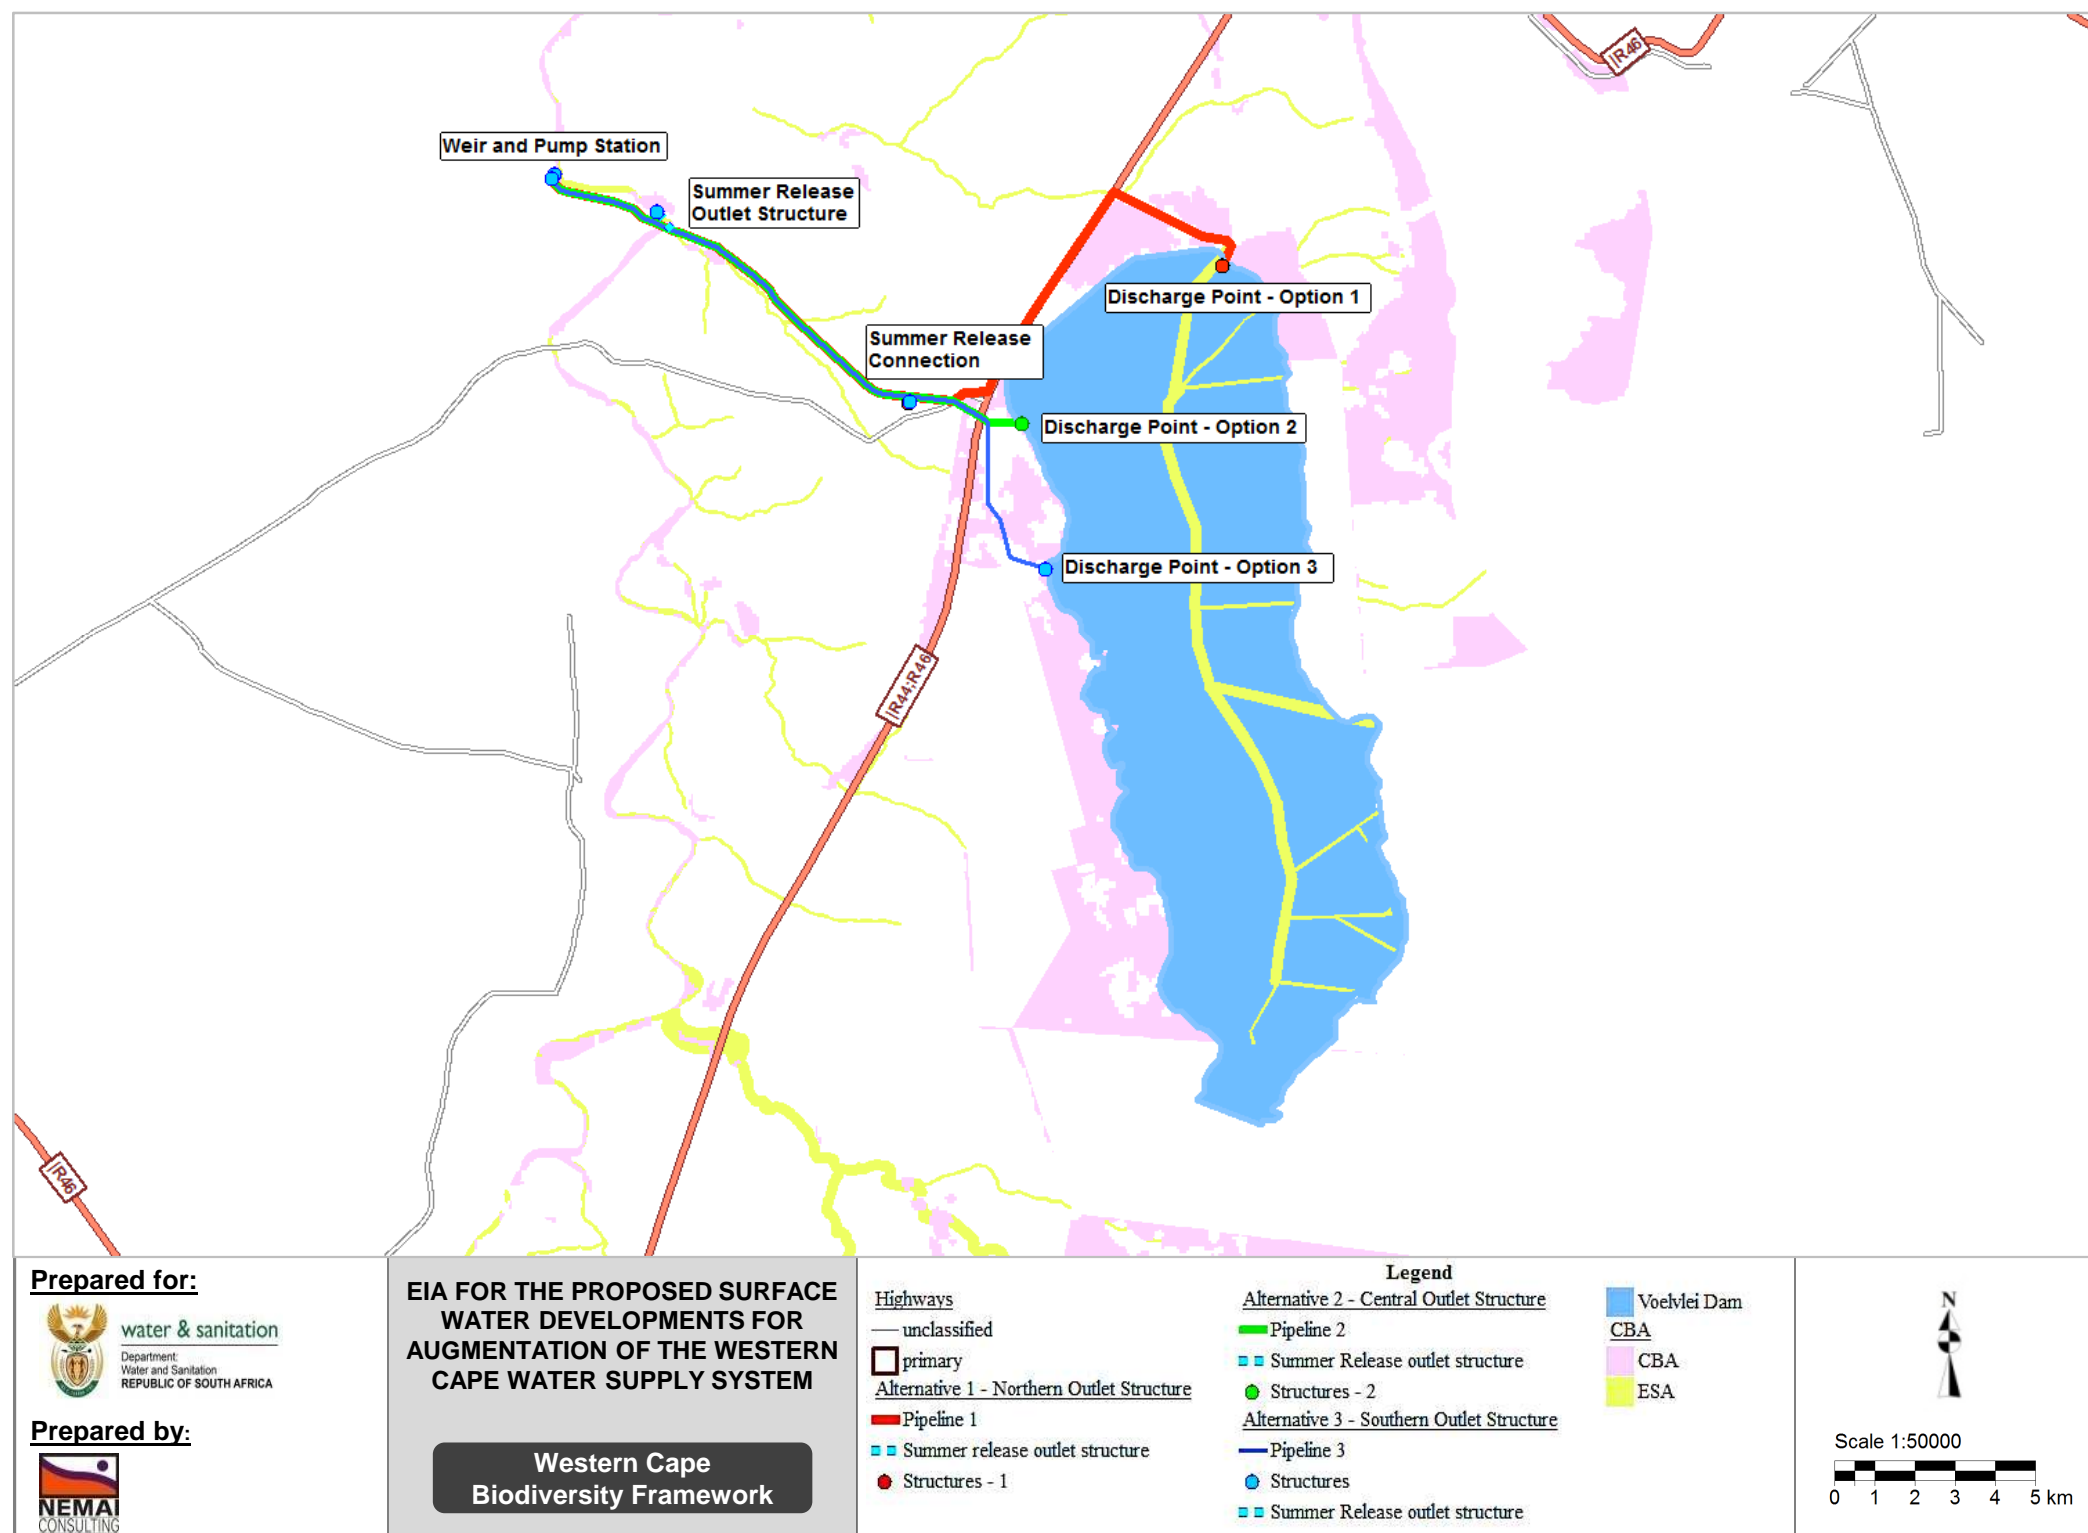 R46
Weir and Pump Station
Summer Release
Outlet Structure
Discharge Point - Option 1
Summer Release
Connection
Discharge Point - Option 2
Discharge Point - Option 3
R44;R46
R46
Prepared for:
water & sanitation
Department:
Water and Sanitation
REPUBLIC OF SOUTH AFRICA
Prepared by:
NEMAI
CONSULTING
EIA FOR THE PROPOSED SURFACE
WATER DEVELOPMENTS FOR
AUGMENTATION OF THE WESTERN
CAPE WATER SUPPLY SYSTEM
Western Cape
Biodiversity Framework
Legend
Highways
unclassified
primary
Alternative 1 - Northern Outlet Structure
Pipeline 1
Summer release outlet structure
Structures - 1
Alternative 2 - Central Outlet Structure
Pipeline 2
Summer Release outlet structure
Structures - 2
Alternative 3 - Southern Outlet Structure
Pipeline 3
Structures
Summer Release outlet structure
Voelvlei Dam
CBA
CBA
ESA
N
Scale 1:50000
0 1 2 3 4 5 km